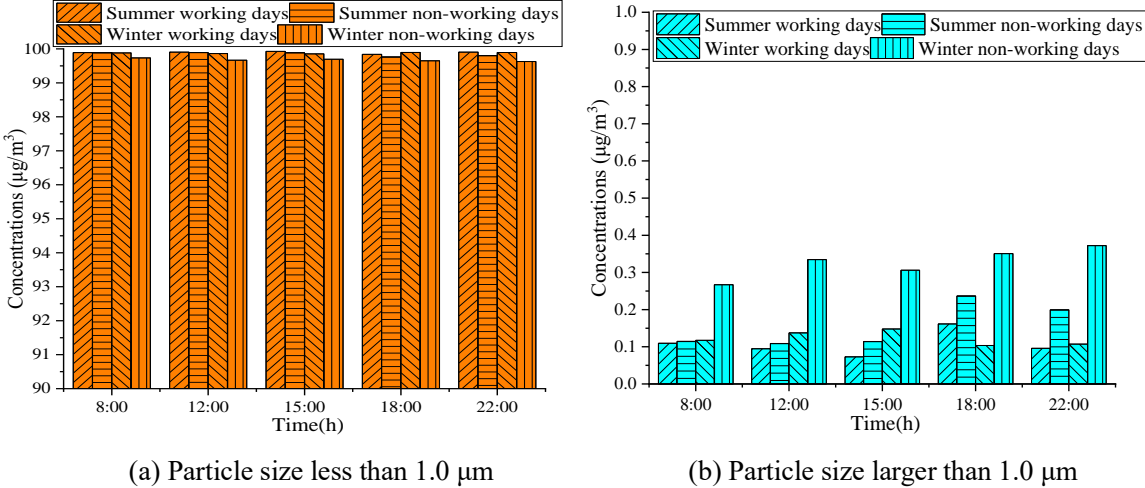 Summer working days Summer non-working days
Winter working days Winter non-working days
100
99
98
97
96
95
94
93
92
91
90
Concentrations (μg/m³)
8:00 12:00 15:00 18:00 22:00
Time(h)
(a) Particle size less than 1.0 μm
Summer working days Summer non-working days
Winter working days Winter non-working days
1.0
0.9
0.8
0.7
0.6
0.5
0.4
0.3
0.2
0.1
0.0
Concentrations (μg/m³)
8:00 12:00 15:00 18:00 22:00
Time(h)
(b) Particle size larger than 1.0 μm